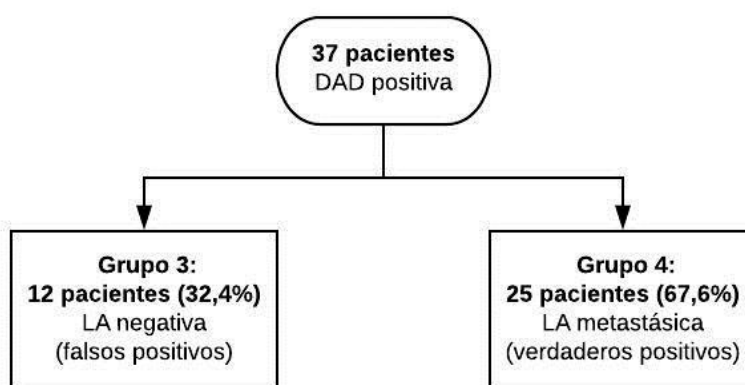 37 pacientes
DAD positiva
Grupo 3:
12 pacientes (32,4%)
LA negativa
(falsos positivos)
Grupo 4:
25 pacientes (67,6%)
LA metastásica
(verdaderos positivos)